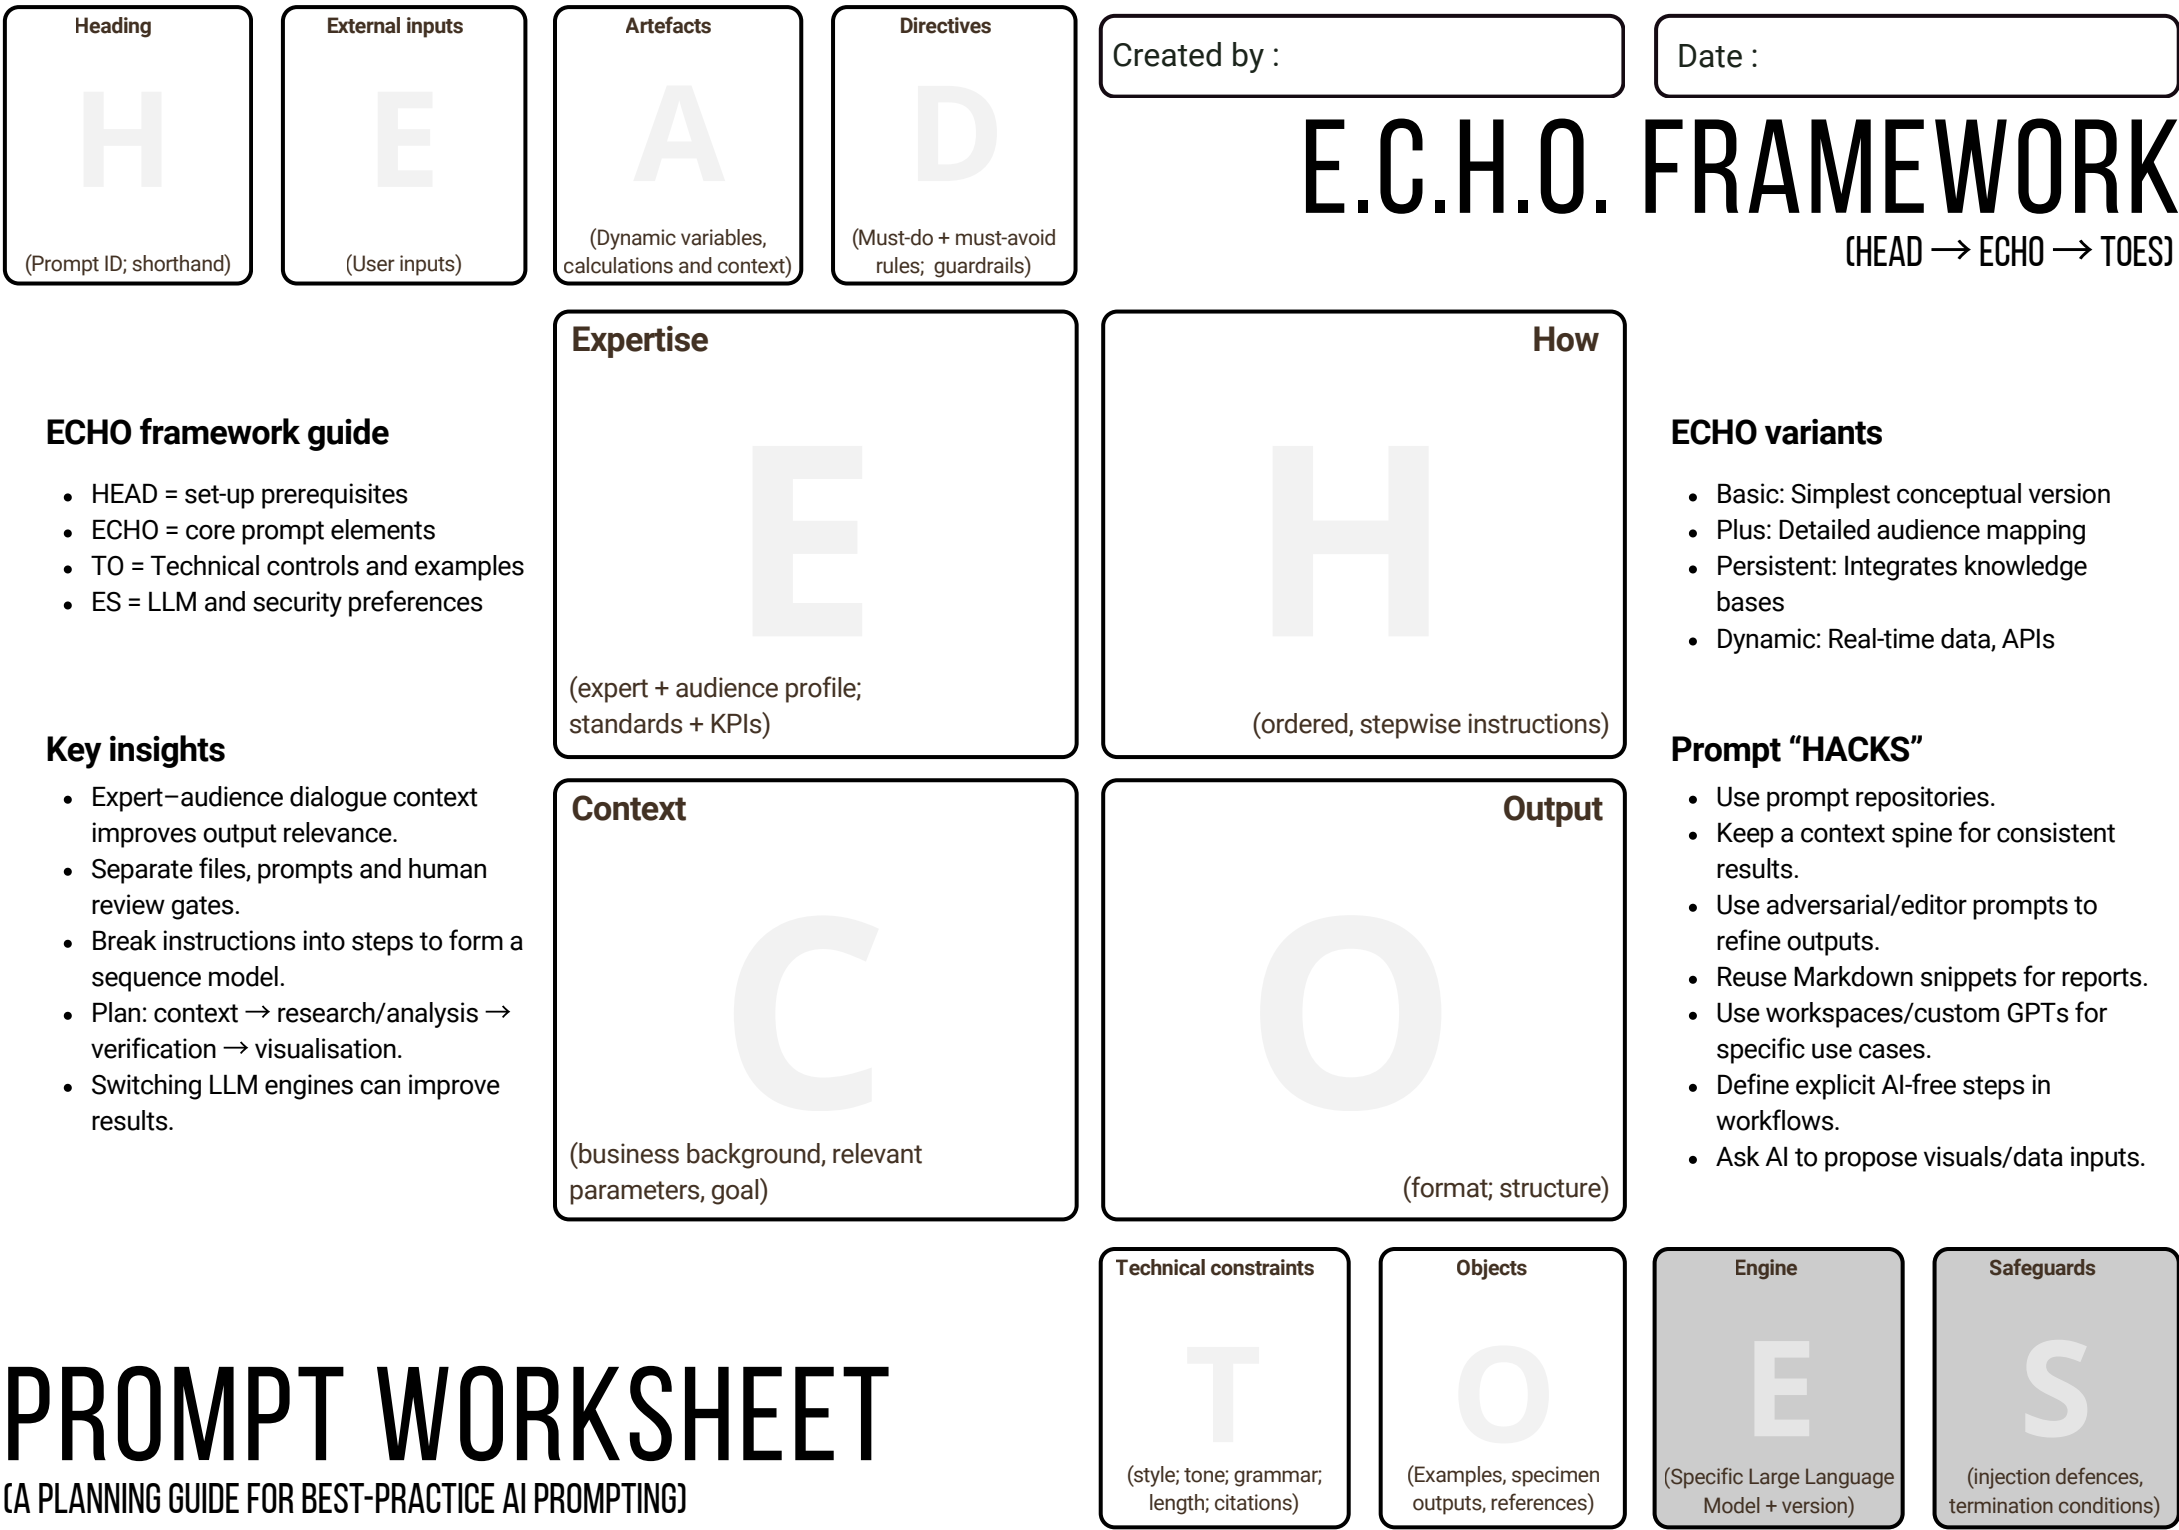 Heading
H
(Prompt ID; shorthand)
External inputs
E
(User inputs)
Artefacts
A
(Dynamic variables,
calculations and context)
Directives
D
(Must-do + must-avoid
rules; guardrails)
Created by :
Date :
E.C.H.O. FRAMEWORK
(HEAD → ECHO → TOES)
ECHO framework guide
• HEAD = set-up prerequisites
• ECHO = core prompt elements
• TO = Technical controls and examples
• ES = LLM and security preferences
Key insights
• Expert–audience dialogue context
improves output relevance.
• Separate files, prompts and human
review gates.
• Break instructions into steps to form a
sequence model.
• Plan: context → research/analysis →
verification → visualisation.
• Switching LLM engines can improve
results.
Expertise
E
(expert + audience profile;
standards + KPIs)
How
H
(ordered, stepwise instructions)
Context
C
(business background, relevant
parameters, goal)
Output
O
(format; structure)
ECHO variants
• Basic: Simplest conceptual version
• Plus: Detailed audience mapping
• Persistent: Integrates knowledge
bases
• Dynamic: Real-time data, APIs
Prompt “HACKS”
• Use prompt repositories.
• Keep a context spine for consistent
results.
• Use adversarial/editor prompts to
refine outputs.
• Reuse Markdown snippets for reports.
• Use workspaces/custom GPTs for
specific use cases.
• Define explicit AI-free steps in
workflows.
• Ask AI to propose visuals/data inputs.
Technical constraints
T
(style; tone; grammar;
length; citations)
Objects
O
(Examples, specimen
outputs, references)
Engine
E
(Specific Large Language
Model + version)
Safeguards
S
(injection defences,
termination conditions)
PROMPT WORKSHEET
(A PLANNING GUIDE FOR BEST-PRACTICE AI PROMPTING)